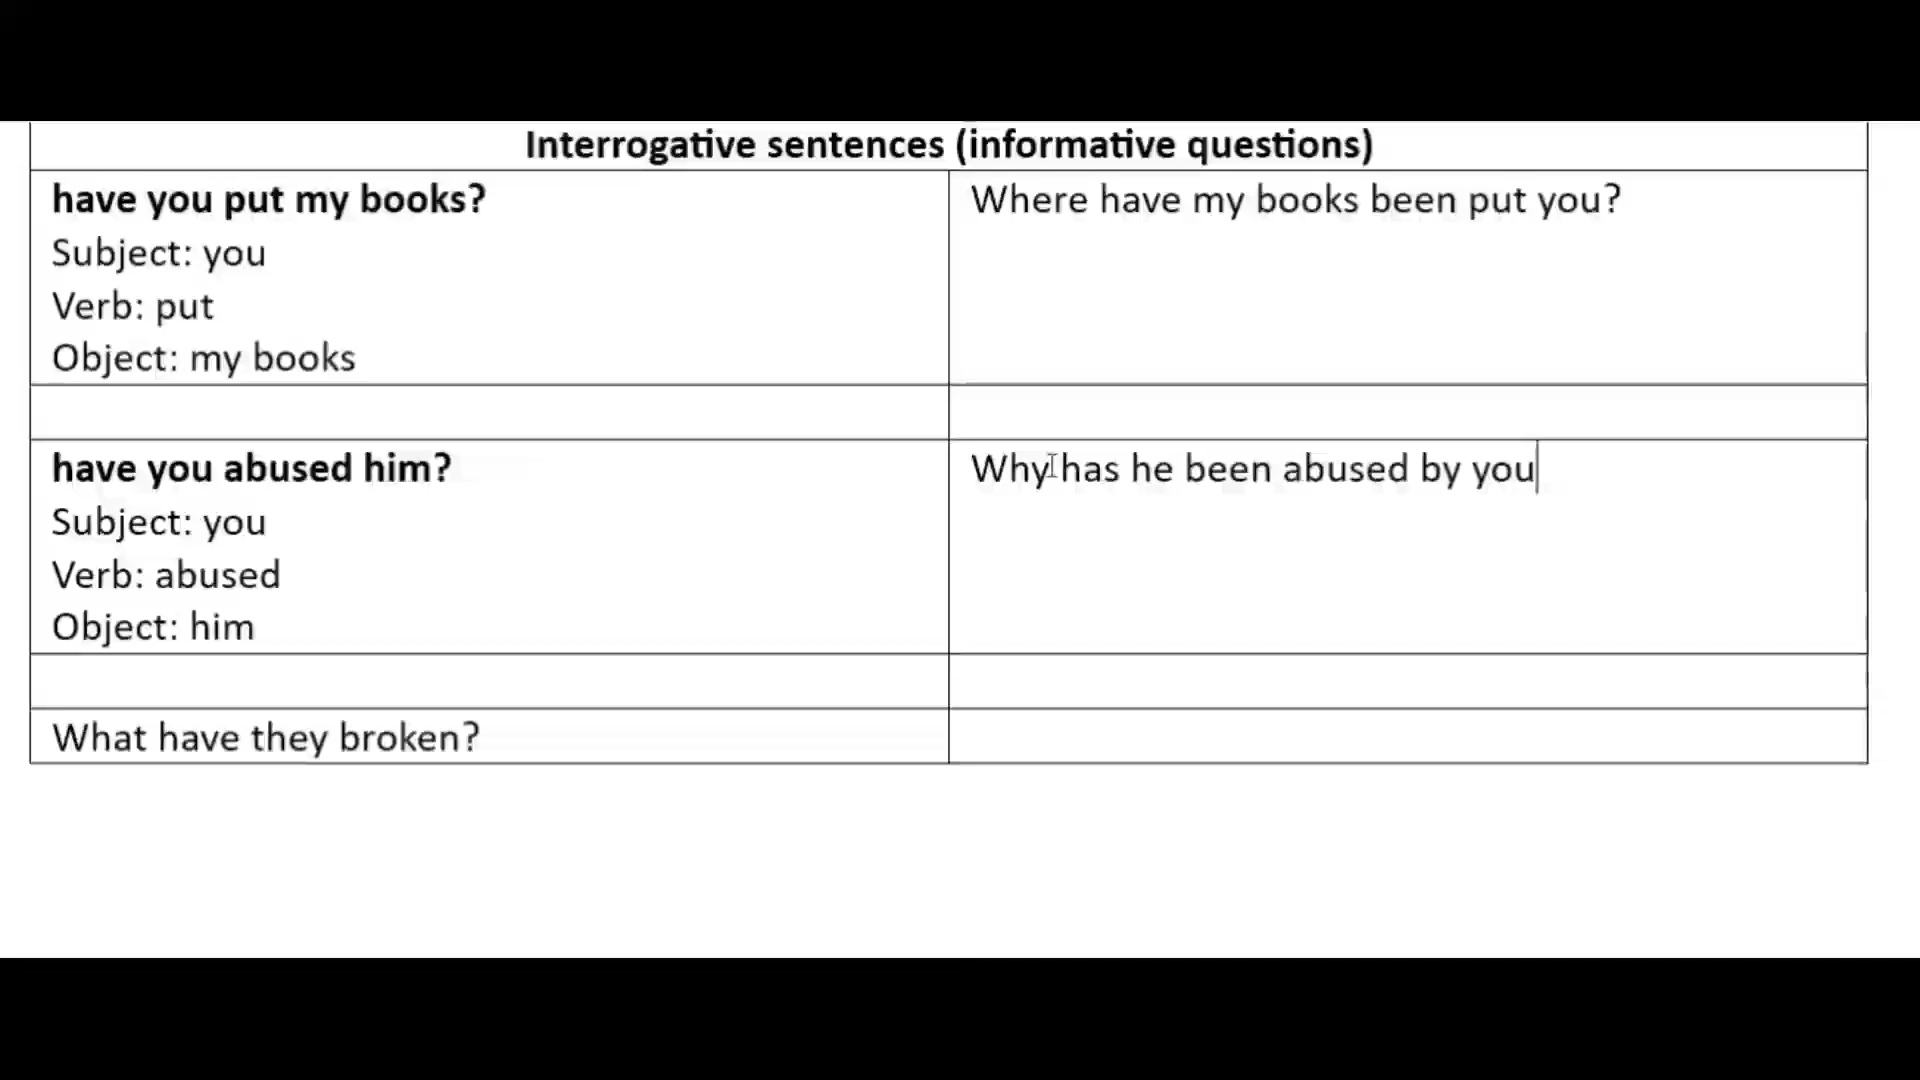 Interrogative sentences (informative questions)
have you put my books?
Subject: you
Verb: put
Object: my books
Where have my books been put you?
have you abused him?
Subject: you
Verb: abused
Object: him
Why has he been abused by you
What have they broken?